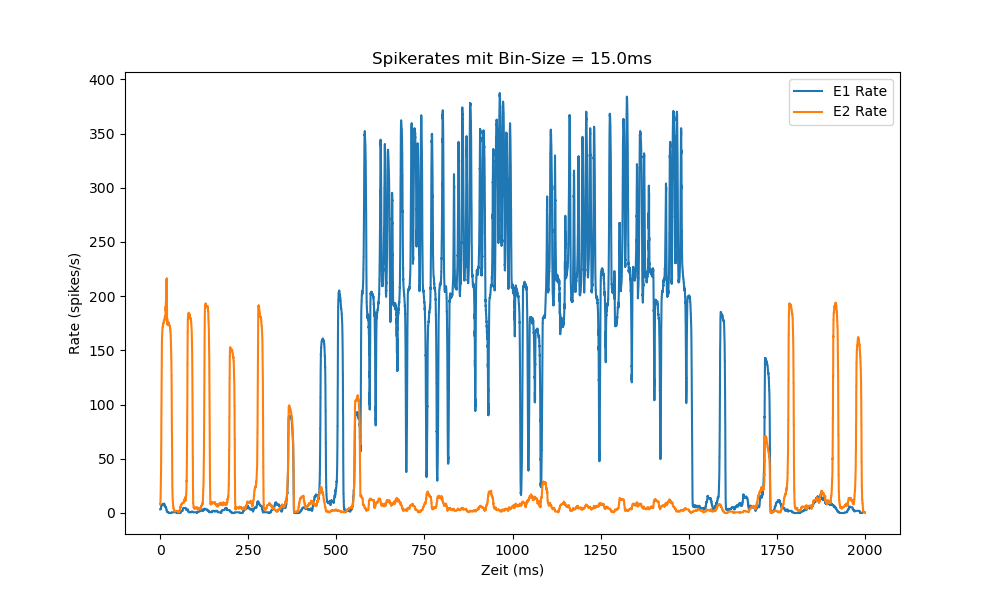 Spikerates mit Bin-Size = 15.0ms
E1 Rate
E2 Rate
Rate (spikes/s)
400
350
300
250
200
150
100
50
0
0 250 500 750 1000 1250 1500 1750 2000
Zeit (ms)